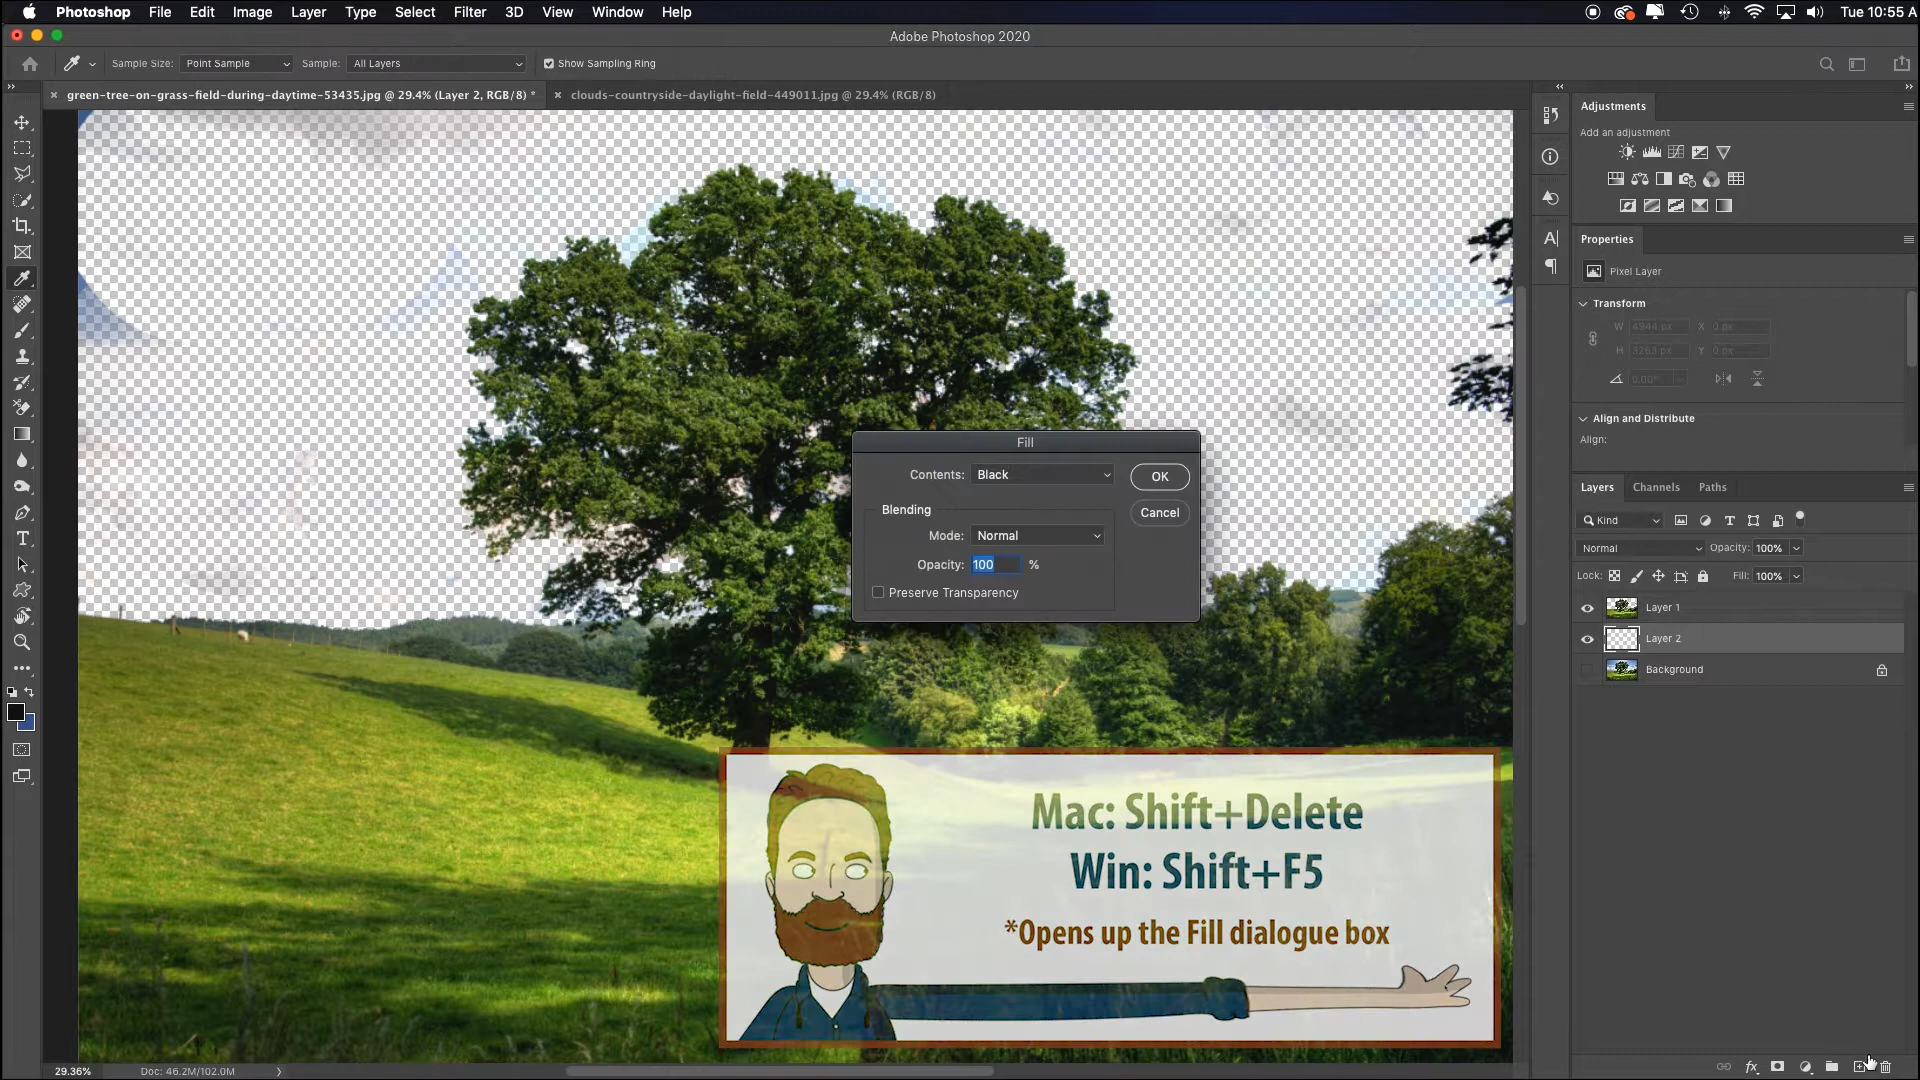 Photoshop File Edit Image Layer Type Select Filter 3D View Window Help Tue 10:55 A
Adobe Photoshop 2020
Sample Size: Point Sample Sample: All Layers Show Sampling Ring
green-tree-on-grass-field-during-daytime-53435.jpg @ 29.4% (Layer 2, RGB/8) * clouds-countryside-daylight-field-449011.jpg @ 29.4% (RGB/8)
Adjustments
Add an adjustment
Properties
Pixel Layer
Transform
W 4944 px X 0 px
H 3263 px Y 0 px
0.00°
Align and Distribute
Align:
Fill
Contents: Black OK
Blending
Cancel
Mode: Normal
Opacity: 100 %
Preserve Transparency
Layers Channels Paths
Kind
Normal Opacity: 100%
Lock: Fill: 100%
Layer 1
Layer 2
Background
Mac: Shift+Delete
Win: Shift+F5
*Opens up the Fill dialogue box
29.36% Doc: 46.2M/102.0M